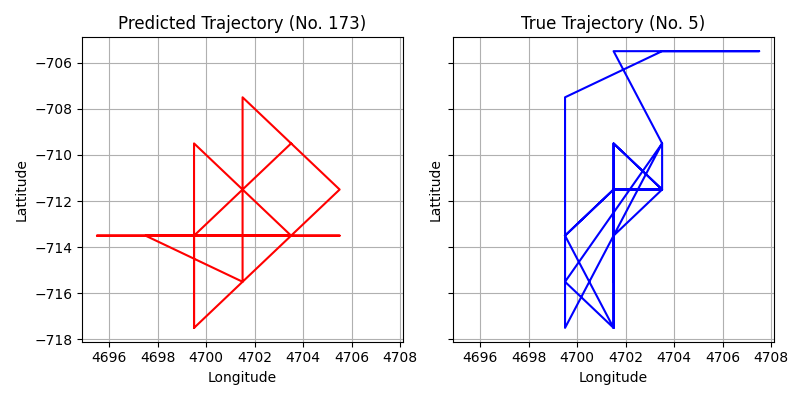 Predicted Trajectory (No. 173)
Lattitude
−706
−708
−710
−712
−714
−716
−718
4696 4698 4700 4702 4704 4706 4708
Longitude
True Trajectory (No. 5)
Lattitude
4696 4698 4700 4702 4704 4706 4708
Longitude